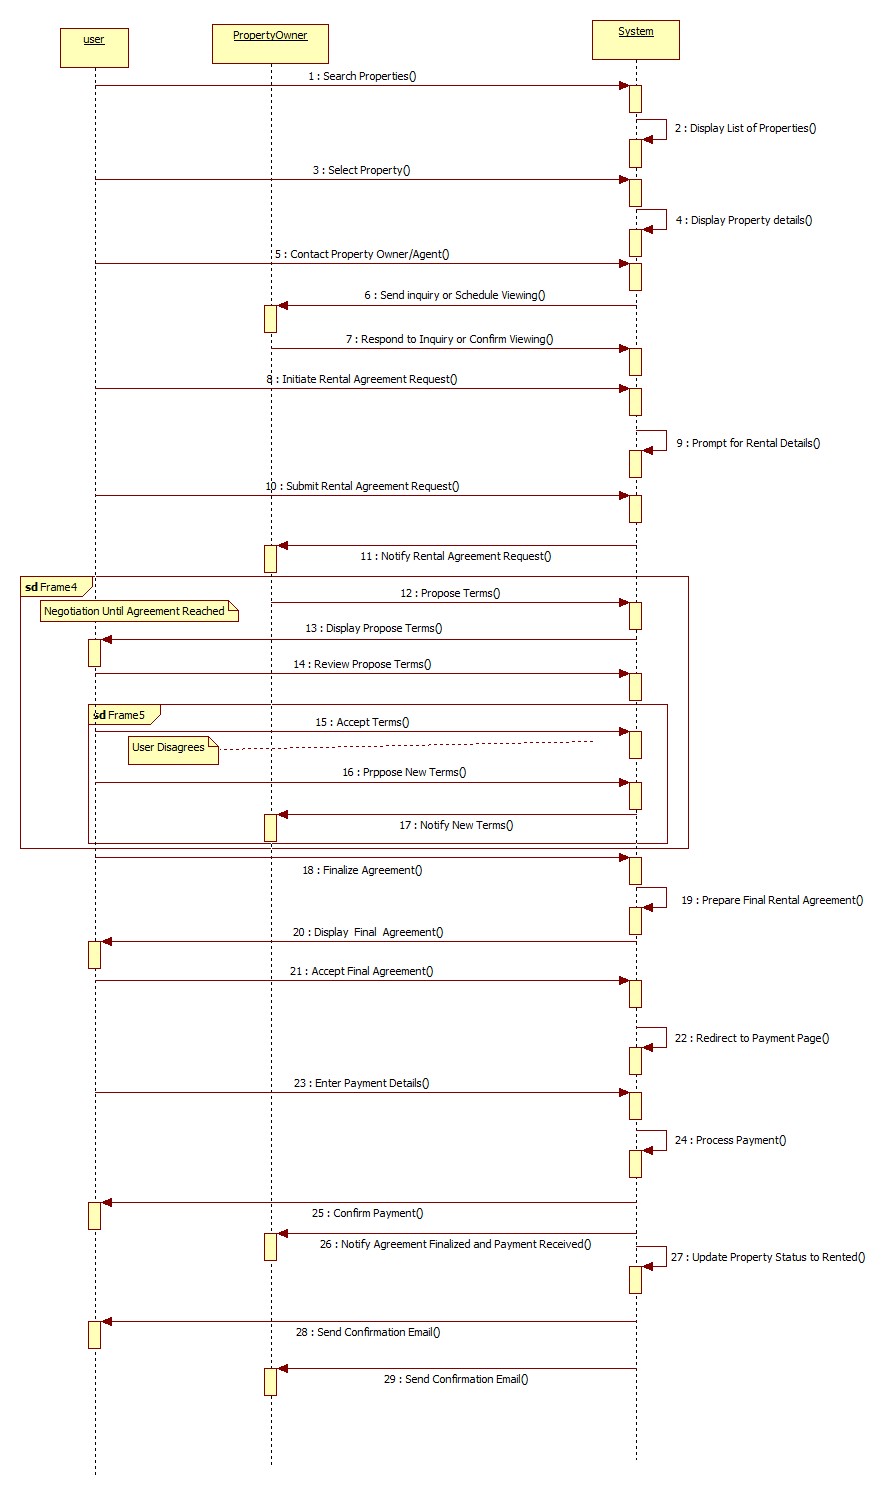 user
PropertyOwner
System
1 : Search Properties()
2 : Display List of Properties()
3 : Select Property()
4 : Display Property details()
5 : Contact Property Owner/Agent()
6 : Send inquiry or Schedule Viewing()
7 : Respond to Inquiry or Confirm Viewing()
8 : Initiate Rental Agreement Request()
9 : Prompt for Rental Details()
10 : Submit Rental Agreement Request()
11 : Notify Rental Agreement Request()
sd Frame4
12 : Propose Terms()
Negotiation Until Agreement Reached
13 : Display Propose Terms()
14 : Review Propose Terms()
sd Frame5
15 : Accept Terms()
User Disagrees
16 : Prppose New Terms()
17 : Notify New Terms()
18 : Finalize Agreement()
19 : Prepare Final Rental Agreement()
20 : Display  Final  Agreement()
21 : Accept Final Agreement()
22 : Redirect to Payment Page()
23 : Enter Payment Details()
24 : Process Payment()
25 : Confirm Payment()
26 : Notify Agreement Finalized and Payment Received()
27 : Update Property Status to Rented()
28 : Send Confirmation Email()
29 : Send Confirmation Email()